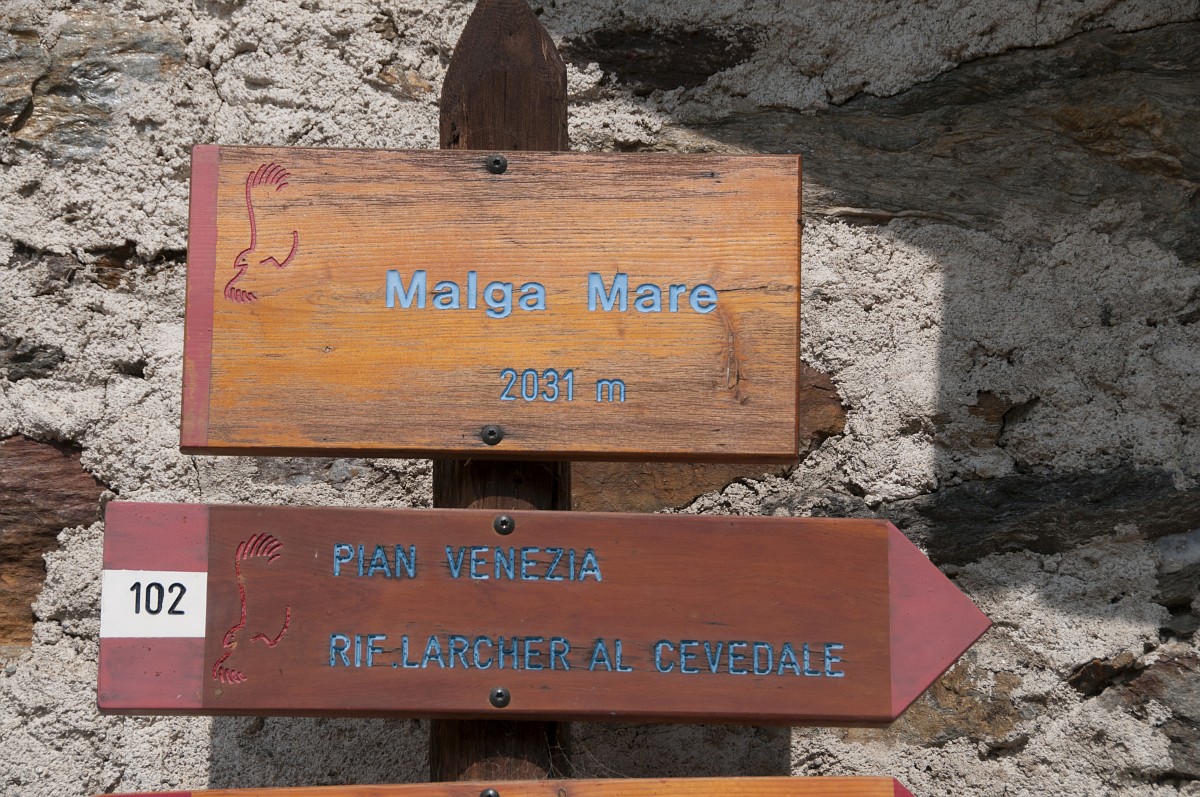 Malga Mare
2031 m
102
PIAN VENEZIA
RIF.LARCHER AL CEVEDALE